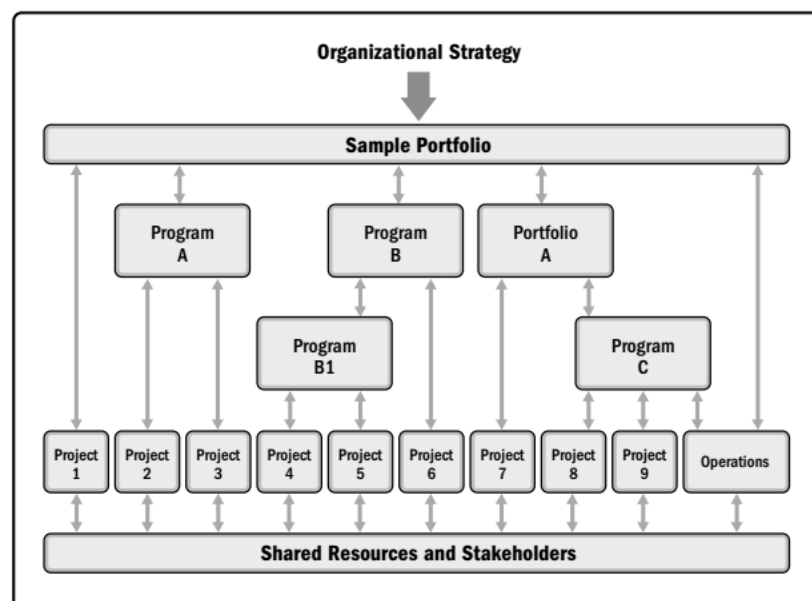 Organizational Strategy
Sample Portfolio
Program
A
Program
B
Portfolio
A
Program
B1
Program
C
Project
1
Project
2
Project
3
Project
4
Project
5
Project
6
Project
7
Project
8
Project
9
Operations
Shared Resources and Stakeholders